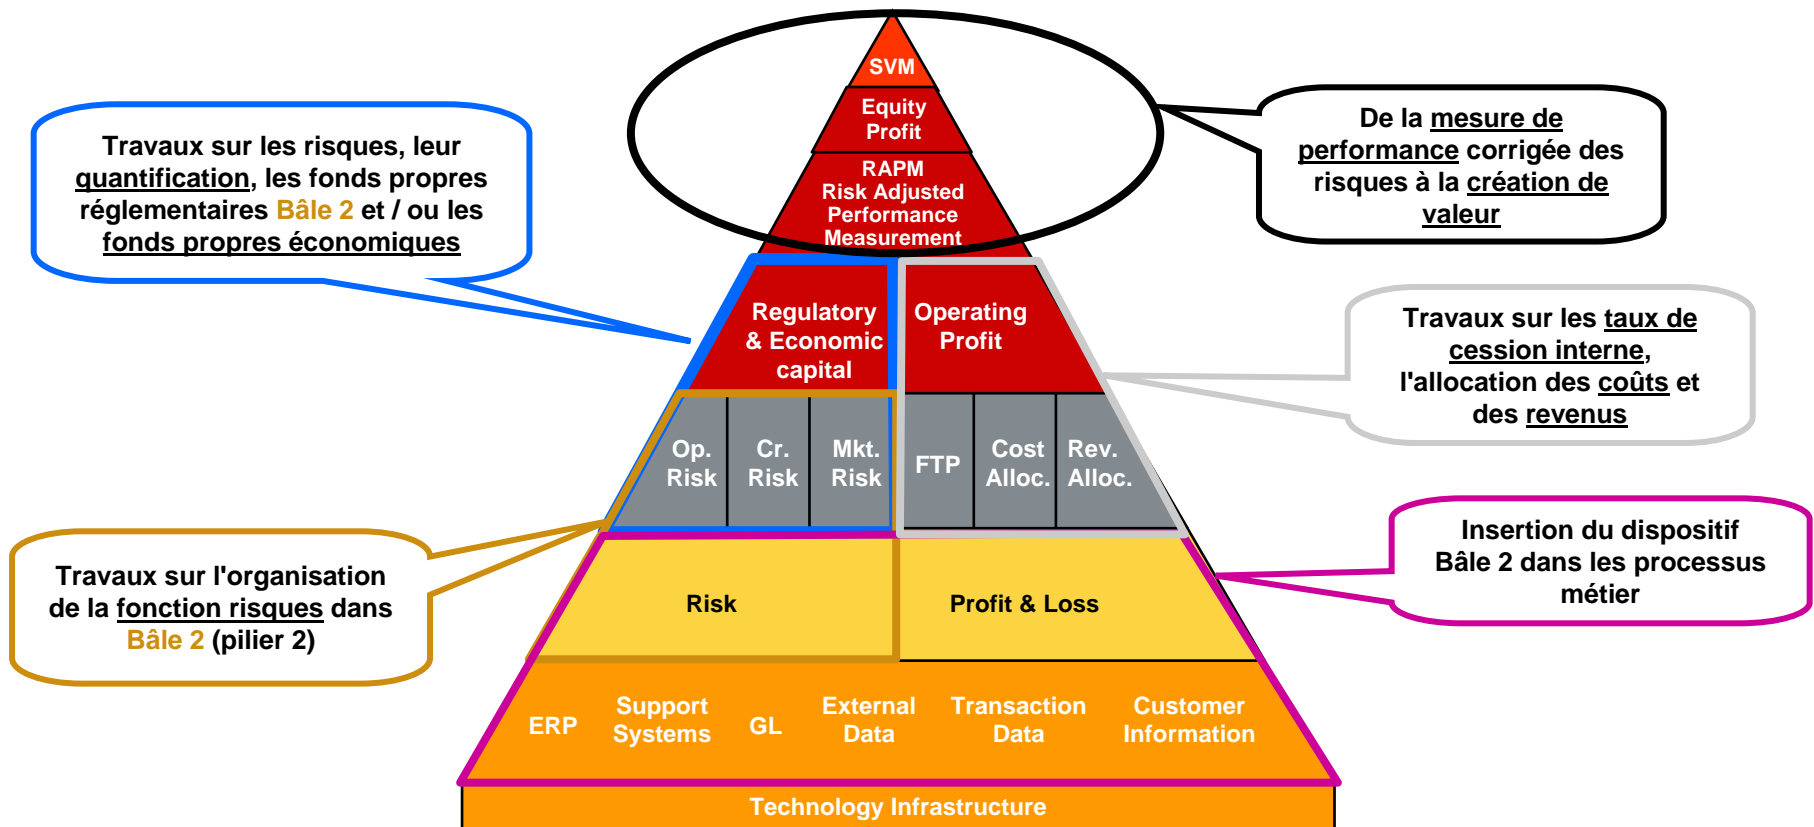 SVM
Equity
Profit
RAPM
Risk Adjusted
Performance
Measurement
Travaux sur les risques, leur
quantification, les fonds propres
réglementaires Bâle 2 et / ou les
fonds propres économiques
De la mesure de
performance corrigée des
risques à la création de
valeur
Regulatory
& Economic
capital
Operating
Profit
Travaux sur les taux de
cession interne,
l'allocation des coûts et
des revenus
Op.
Risk
Cr.
Risk
Mkt.
Risk
FTP
Cost
Alloc.
Rev.
Alloc.
Travaux sur l'organisation
de la fonction risques dans
Bâle 2 (pilier 2)
Risk
Profit & Loss
Insertion du dispositif
Bâle 2 dans les processus
métier
ERP
Support
Systems
GL
External
Data
Transaction
Data
Customer
Information
Technology Infrastructure